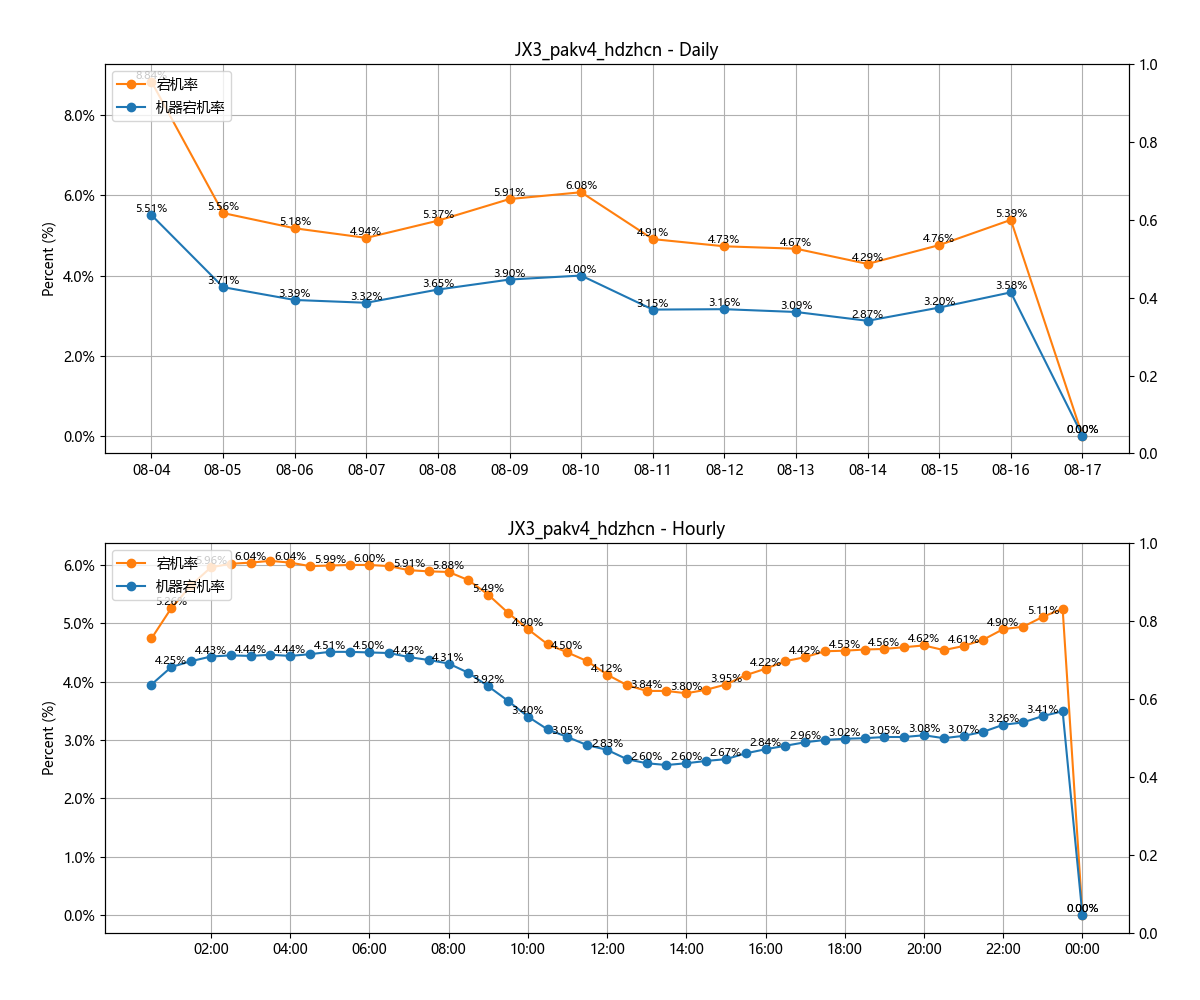 JX3_pakv4_hdzhcn - Daily
8.84%
宕机率
机器宕机率
8.0%
6.0%
4.0%
2.0%
0.0%
Percent (%)
5.56% 5.18% 4.94% 5.37% 5.91% 6.08% 4.91% 4.73% 4.67% 4.29% 4.76% 5.39% 0.00%
5.51% 3.71% 3.39% 3.32% 3.65% 3.90% 4.00% 3.15% 3.16% 3.09% 2.87% 3.20% 3.58% 0.00%
1.0
0.8
0.6
0.4
0.2
0.0
08-04 08-05 08-06 08-07 08-08 08-09 08-10 08-11 08-12 08-13 08-14 08-15 08-16 08-17
JX3_pakv4_hdzhcn - Hourly
宕机率
机器宕机率
6.0%
5.0%
4.0%
3.0%
2.0%
1.0%
0.0%
Percent (%)
5.26% 5.96% 6.04% 6.04% 5.99% 6.00% 5.91% 5.88% 5.49% 4.90% 4.50% 4.12% 3.84% 3.80% 3.95% 4.22% 4.42% 4.53% 4.56% 4.62% 4.61% 4.90% 5.11% 0.00%
4.25% 4.43% 4.44% 4.44% 4.51% 4.50% 4.42% 4.31% 3.92% 3.40% 3.05% 2.83% 2.60% 2.60% 2.67% 2.84% 2.96% 3.02% 3.05% 3.08% 3.07% 3.26% 3.41% 0.00%
1.0
0.8
0.6
0.4
0.2
0.0
02:00 04:00 06:00 08:00 10:00 12:00 14:00 16:00 18:00 20:00 22:00 00:00